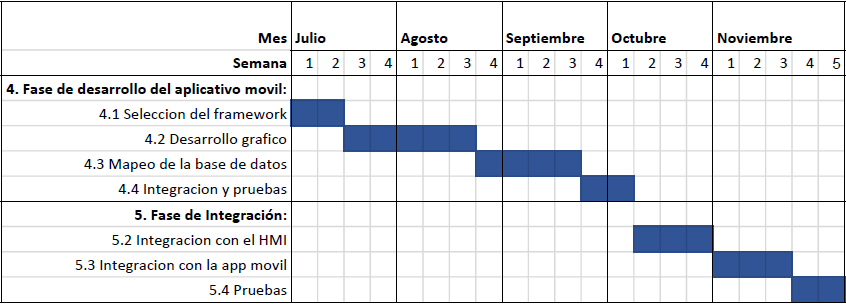 Mes Julio Agosto Septiembre Octubre Noviembre
Semana 1 2 3 4 1 2 3 4 1 2 3 4 1 2 3 4 1 2 3 4 5
4. Fase de desarrollo del aplicativo movil:
4.1 Seleccion del framework
4.2 Desarrollo grafico
4.3 Mapeo de la base de datos
4.4 Integracion y pruebas
5. Fase de Integración:
5.2 Integracion con el HMI
5.3 Integracion con la app movil
5.4 Pruebas